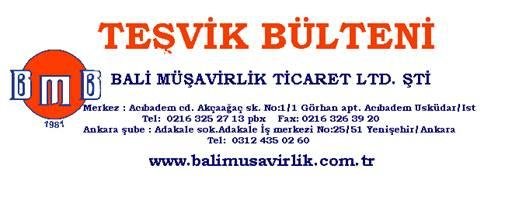 TEŞVİK BÜLTENİ
BMB
1981
BALİ MÜŞAVİRLİK TİCARET LTD. ŞTİ
Merkez : Acıbadem cd. Akçaağaç sk. No:1/1 Görhan apt. Acıbadem Üsküdar/Ist
Tel: 0216 325 27 13 pbx Fax: 0216 326 39 20
Ankara şube : Adakale sok.Adakale İş merkezi No:25/51 Yenişehir/Ankara
Tel: 0312 435 02 60
www.balimusavirlik.com.tr